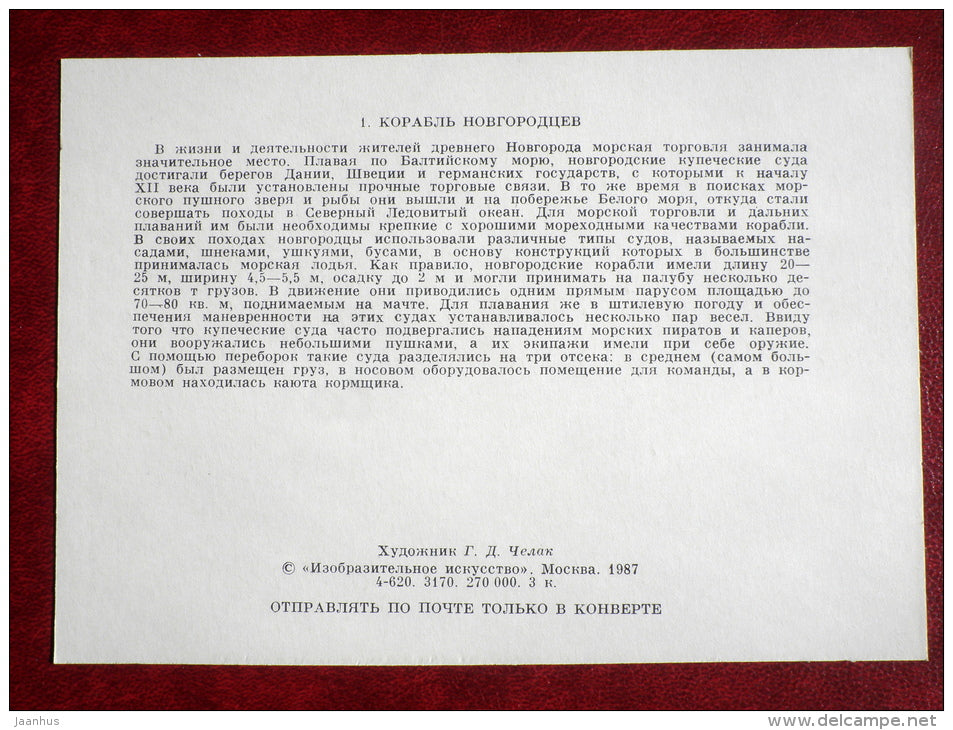 1. КОРАБЛЬ НОВГОРОДЦЕВ
В жизни и деятельности жителей древнего Новгорода морская торговля занимала
значительное место. Плавая по Балтийскому морю, новгородские купеческие суда
достигали берегов Дании, Швеции и германских государств, с которыми к началу
XII века были установлены прочные торговые связи. В то же время в поисках мор-
ского пушного зверя и рыбы они вышли и на побережье Белого моря, откуда стали
совершать походы в Северный Ледовитый океан. Для морской торговли и дальних
плаваний им были необходимы крепкие с хорошими мореходными качествами корабли.
В своих походах новгородцы использовали различные типы судов, называемых на-
садами, шнеками, ушкуями, бусами, в основу конструкций которых в большинстве
принималась морская лодья. Как правило, новгородские корабли имели длину 20—
25 м, ширину 4,5—5,5 м, осадку до 2 м и могли принимать на палубу несколько де-
сятков т грузов. В движение они приводились одним прямым парусом площадью до
70—80 кв. м, поднимаемым на мачте. Для плавания же в штилевую погоду и обес-
печения маневренности на этих судах устанавливалось несколько пар весел. Ввиду
того что купеческие суда часто подвергались нападениям морских пиратов и каперов,
они вооружались небольшими пушками, а их экипажи имели при себе оружие.
С помощью переборок такие суда разделялись на три отсека: в среднем (самом боль-
шом) был размещен груз, в носовом оборудовалось помещение для команды, а в кор-
мовом находилась каюта кормщика.
Художник Г. Д. Челак
© «Изобразительное искусство». Москва. 1987
4-620. 3170. 270 000. 3 к.
ОТПРАВЛЯТЬ ПО ПОЧТЕ ТОЛЬКО В КОНВЕРТЕ
jaanhus
delcampe.net